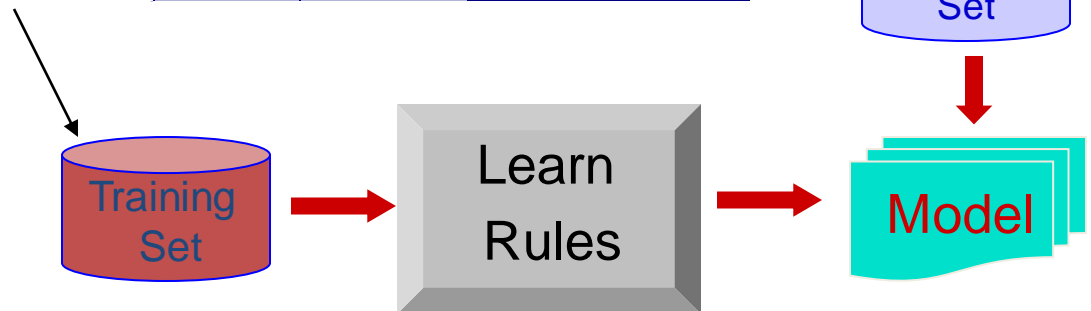 Set
Training
Set
Learn
Rules
Model